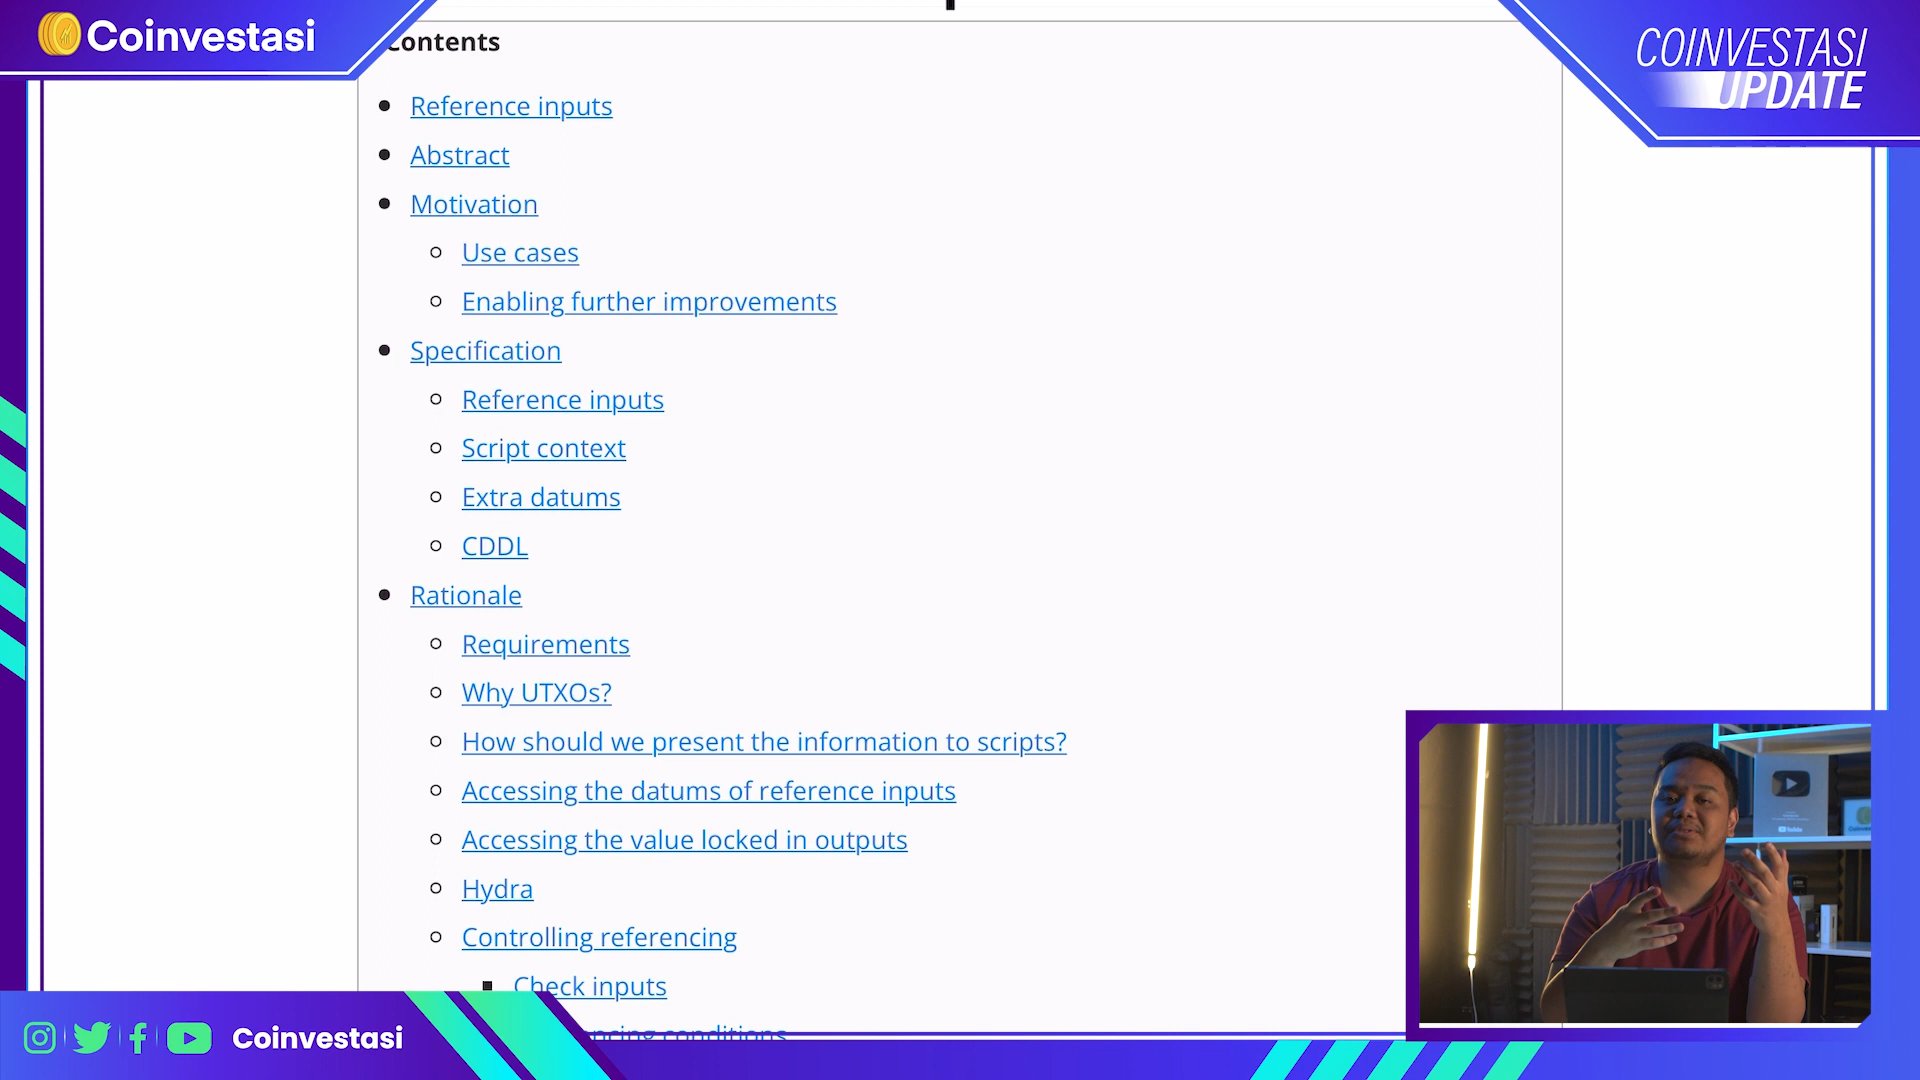 Coinvestasi
COINVESTASI
UPDATE
Contents
Reference inputs
Abstract
Motivation
Use cases
Enabling further improvements
Specification
Reference inputs
Script context
Extra datums
CDDL
Rationale
Requirements
Why UTXOs?
How should we present the information to scripts?
Accessing the datums of reference inputs
Accessing the value locked in outputs
Hydra
Controlling referencing
Check inputs
conditions
Coinvestasi